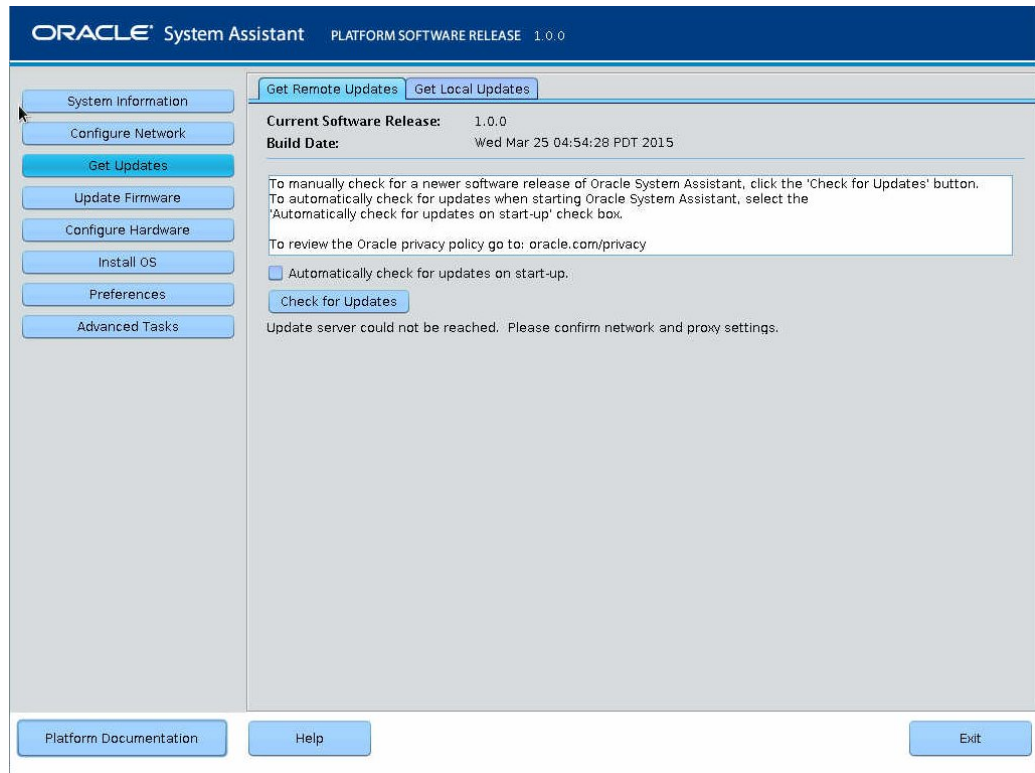 ORACLE System Assistant PLATFORM SOFTWARE RELEASE 1.0.0
System Information
Configure Network
Get Updates
Update Firmware
Configure Hardware
Install OS
Preferences
Advanced Tasks
Get Remote Updates Get Local Updates
Current Software Release: 1.0.0
Build Date: Wed Mar 25 04:54:28 PDT 2015
To manually check for a newer software release of Oracle System Assistant, click the 'Check for Updates' button.
To automatically check for updates when starting Oracle System Assistant, select the
'Automatically check for updates on start-up' check box.
To review the Oracle privacy policy go to: oracle.com/privacy
Automatically check for updates on start-up.
Check for Updates
Update server could not be reached. Please confirm network and proxy settings.
Platform Documentation Help Exit